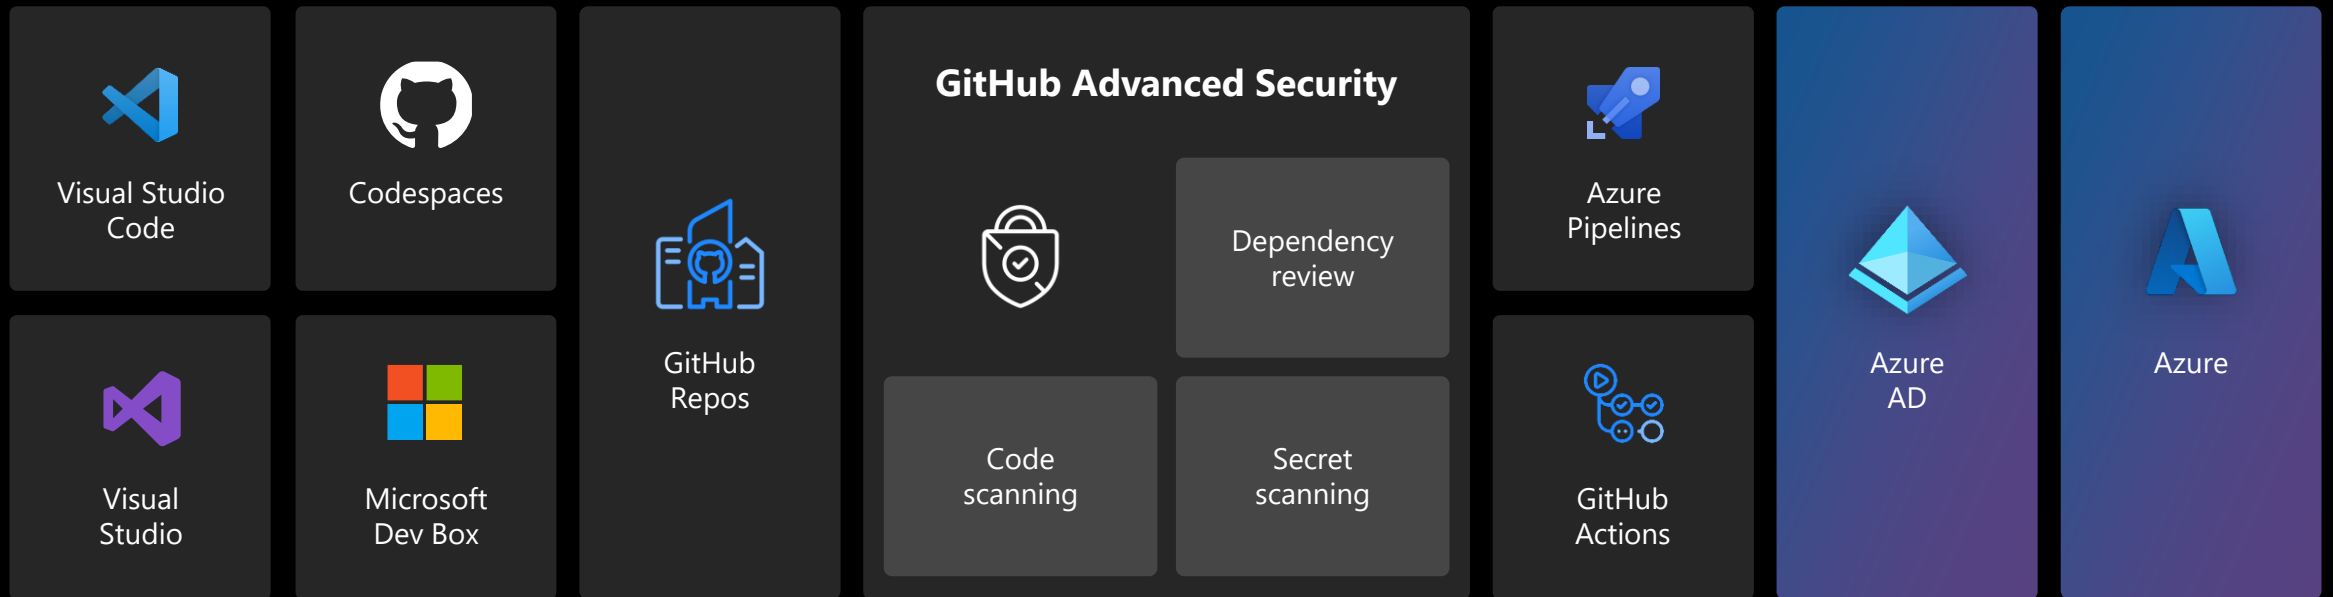 Visual Studio
Code
Codespaces
Visual
Studio
Microsoft
Dev Box
GitHub
Repos
GitHub Advanced Security
Dependency
review
Code
scanning
Secret
scanning
Azure
Pipelines
GitHub
Actions
Azure
AD
Azure